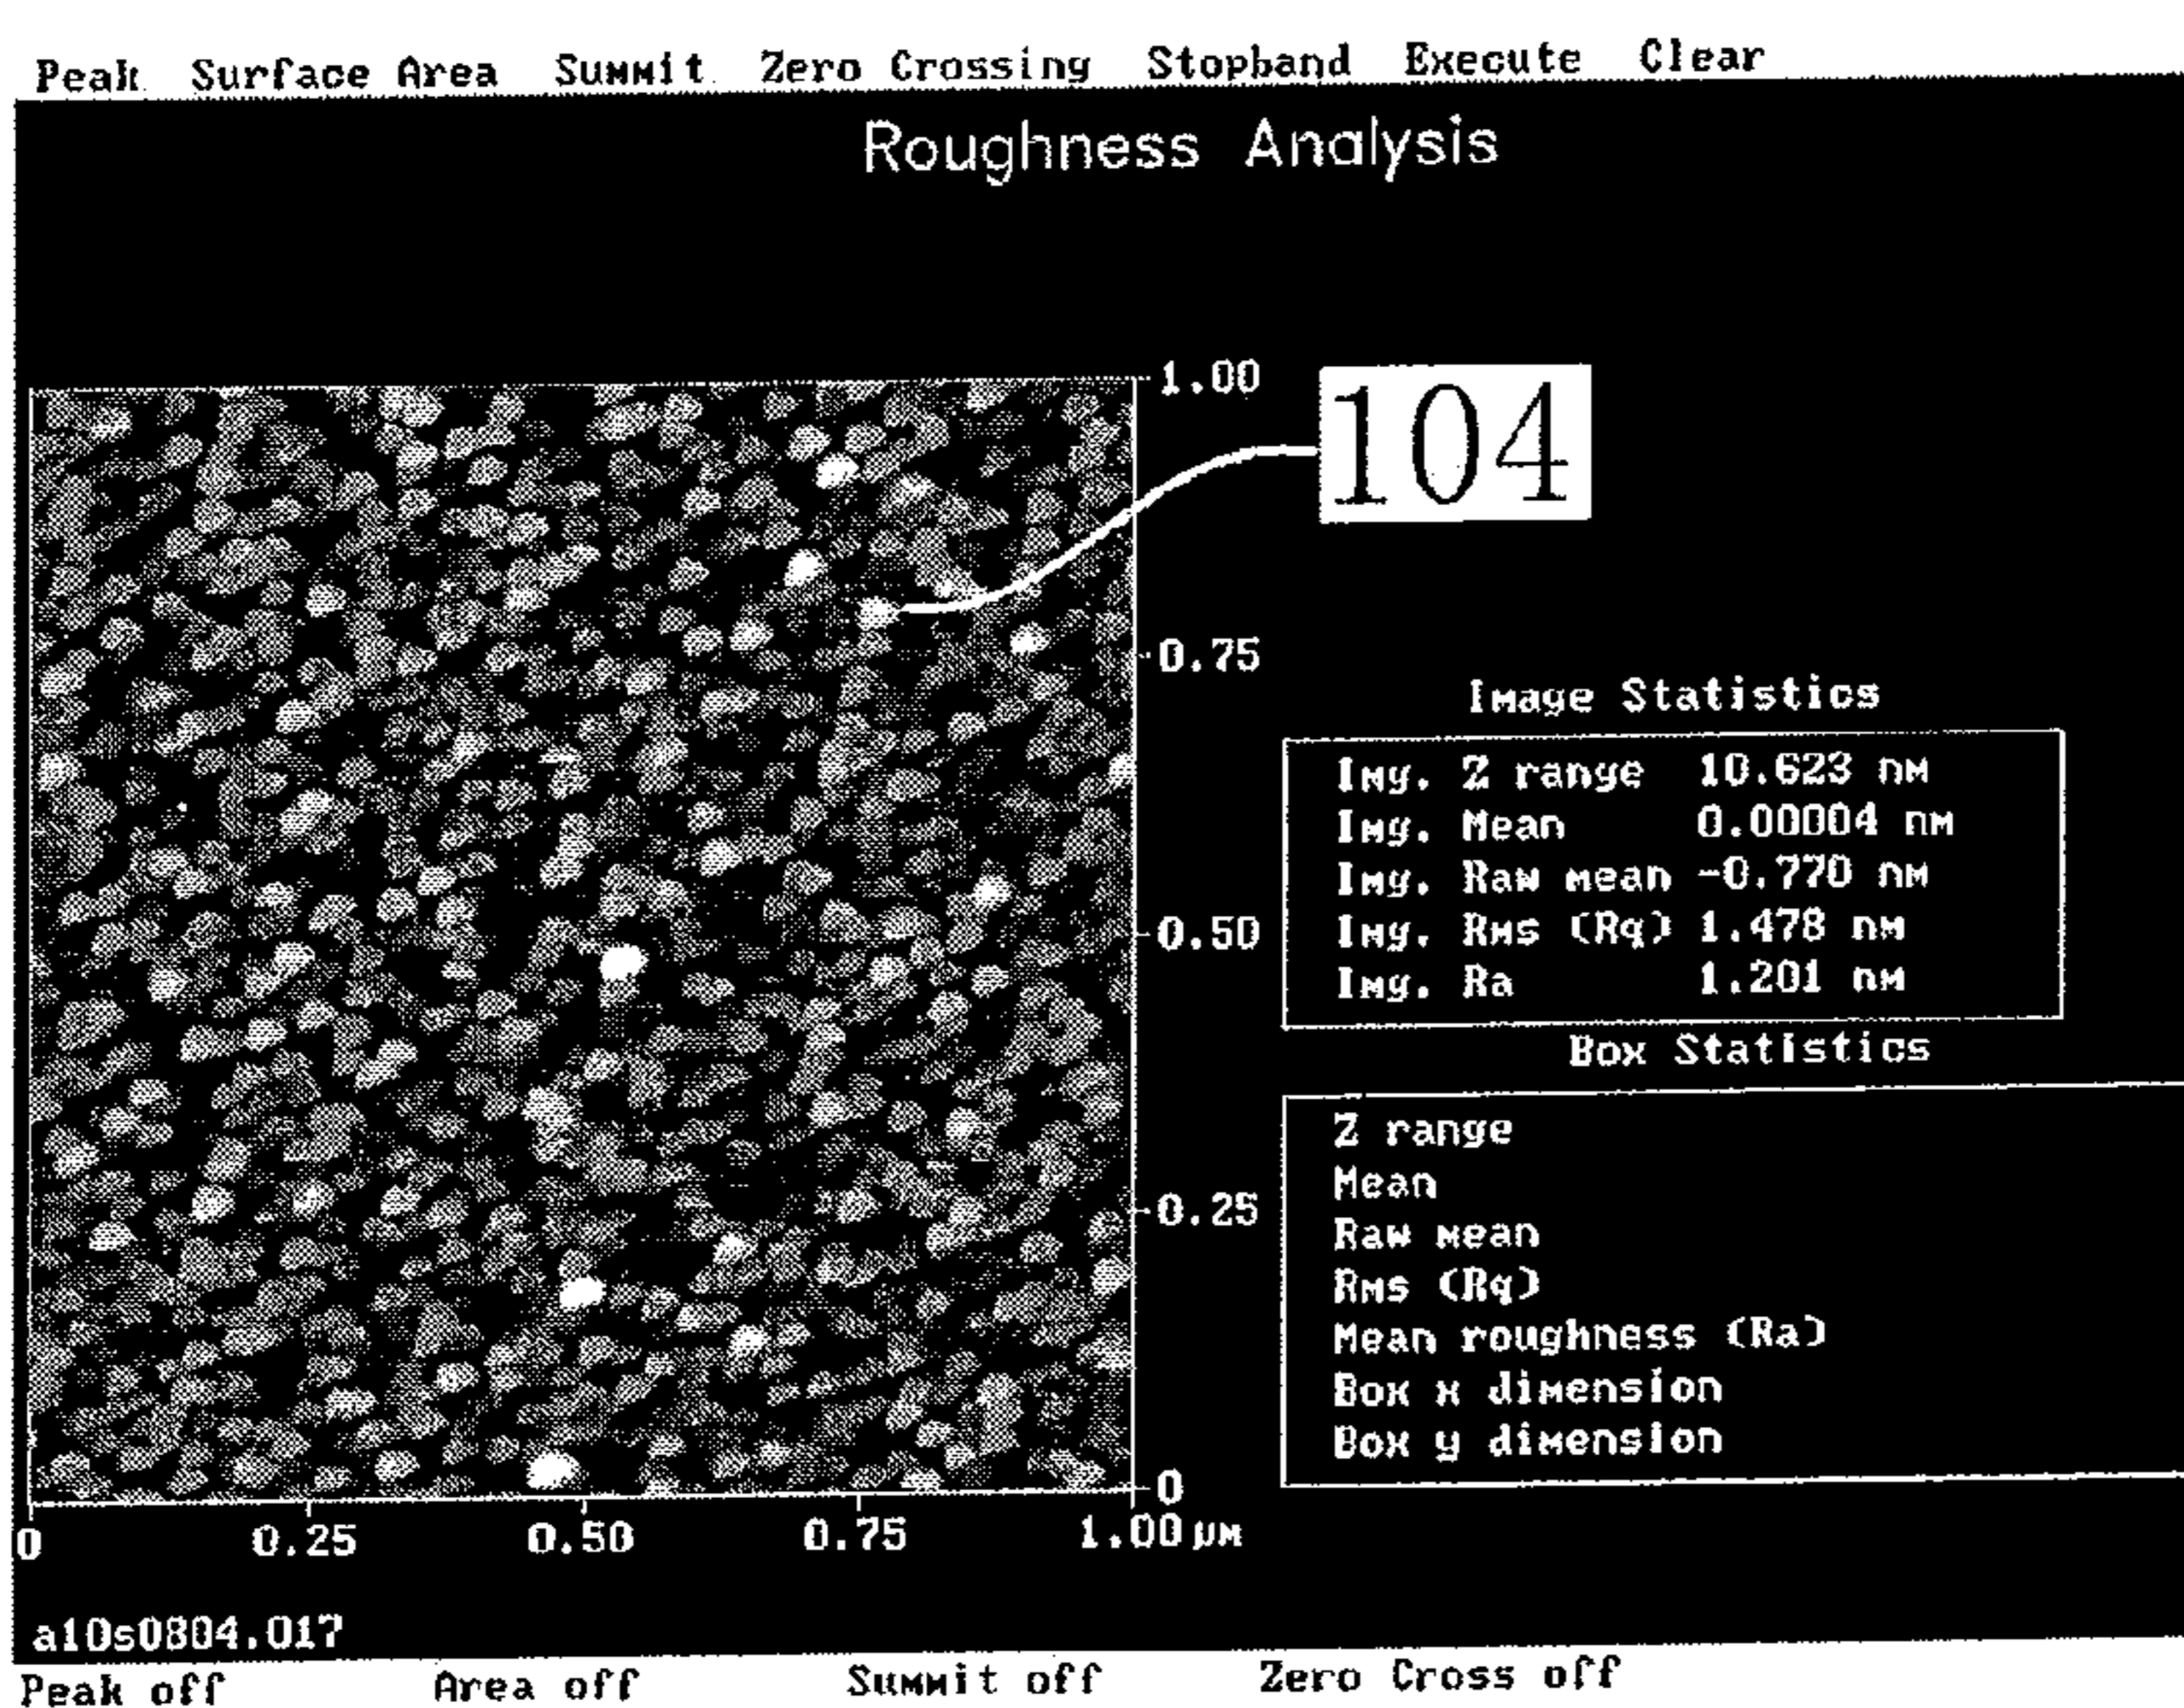 Peak Surface Area Summit Zero Crossing Stopband Execute Clear
Roughness Analysis
1.00
104
0.75
0.50
0.25
0
0 0.25 0.50 0.75 1.00 µm
Image Statistics
Img. Z range 10.623 nm
Img. Mean 0.00004 nm
Img. Raw mean -0.770 nm
Img. Rms (Rq) 1.478 nm
Img. Ra 1.201 nm
Box Statistics
Z range
Mean
Raw mean
Rms (Rq)
Mean roughness (Ra)
Box x dimension
Box y dimension
a10s0804.017
Peak off Area off Summit off Zero Cross off